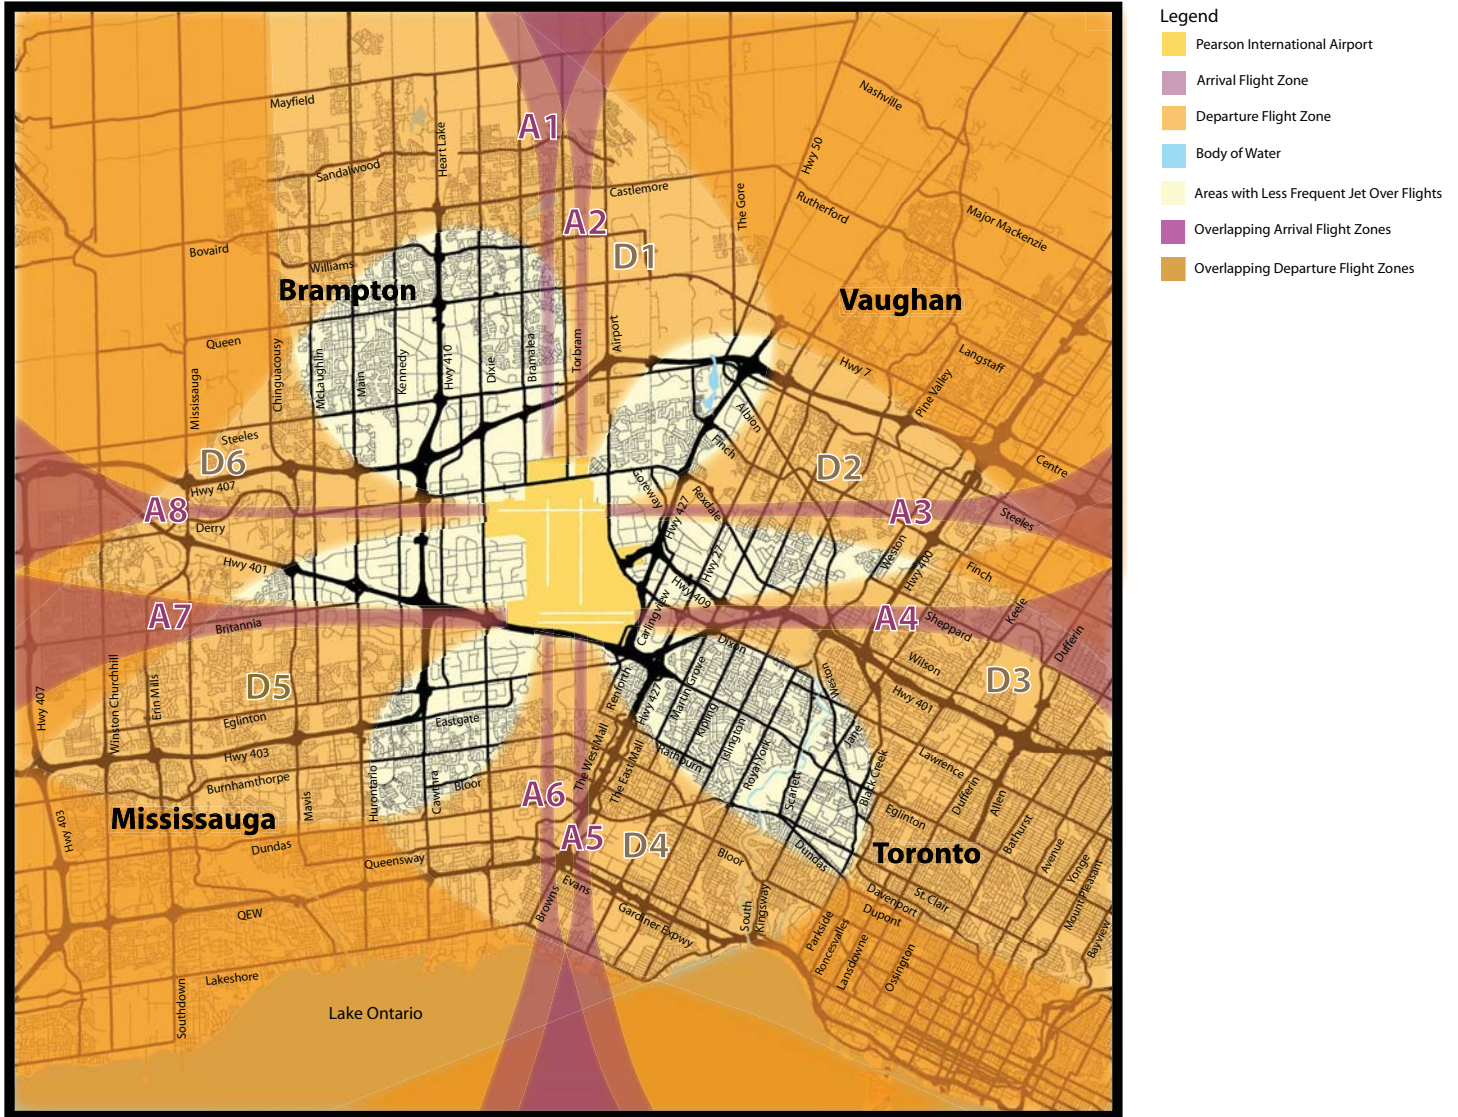 Legend
Pearson International Airport
Arrival Flight Zone
Departure Flight Zone
Body of Water
Areas with Less Frequent Jet Over Flights
Overlapping Arrival Flight Zones
Overlapping Departure Flight Zones
Mayfield
Nashville
A1
Heart Lake
Hwy 50
Sandalwood
Castlemore
The Gore
Rutherford
Major Mackenzie
A2
D1
Bovaird
Williams
Brampton
Vaughan
Queen
Airport
Torbram
Bramalea
Dixie
Hwy 410
Kennedy
Main
McLaughlin
Chinguacousy
Mississauga
Langstaff
Hwy 7
Pine Valley
Albion
Finch
Steeles
D6
D2
Centre
Hwy 407
Goreway
Rexdale
Hwy 427
A8
A3
Steeles
Derry
Hwy 401
Hwy 27
Weston
Hwy 400
Finch
Hwy 409
Carlingview
A7
A4
Britannia
Sheppard
Keele
Dufferin
Dixon
Wilson
Weston
D5
D3
Hwy 407
Winston Churchhill
Erin Mills
Renforth
Hwy 427
Martin Grove
Kipling
Islington
Royal York
Scarlett
Jane
Black Creek
Hwy 401
Eglinton
Eastgate
Hwy 403
The West Mall
The East Mall
Rathburn
Lawrence
Burnhamthorpe
Mavis
Hurontario
Cawthra
Bloor
A6
Dufferin
Allen
Eglinton
Bathurst
Avenue
Yonge
Mount Pleasant
Bayview
Mississauga
Hwy 403
Dundas
Queensway
A5
D4
Bloor
Dundas
Toronto
Evans
Browns
Gardiner Expwy
South
Kingsway
Davenport
St.Clair
Dupont
Parkside
Roncesvalles
Lansdowne
Ossington
QEW
Lakeshore
Southdown
Lake Ontario